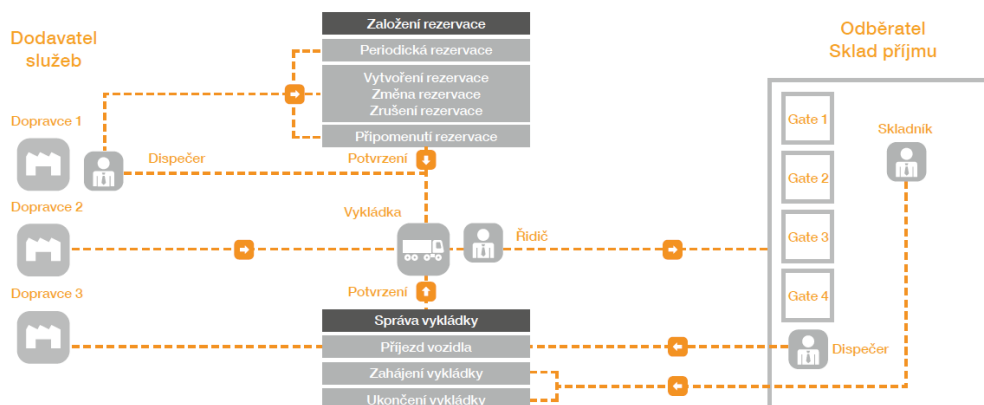 Dodavatel
služeb
Založení rezervace
Periodická rezervace
Vytvoření rezervace
Změna rezervace
Zrušení rezervace
Připomenutí rezervace
Odběratel
Sklad příjmu
Dopravce 1
Dispečer
Potvrzení
Gate 1
Skladník
Gate 2
Dopravce 2
Vykládka
Řidič
Gate 3
Dopravce 3
Potvrzení
Gate 4
Správa vykládky
Příjezd vozidla
Zahájení vykládky
Ukončení vykládky
Dispečer